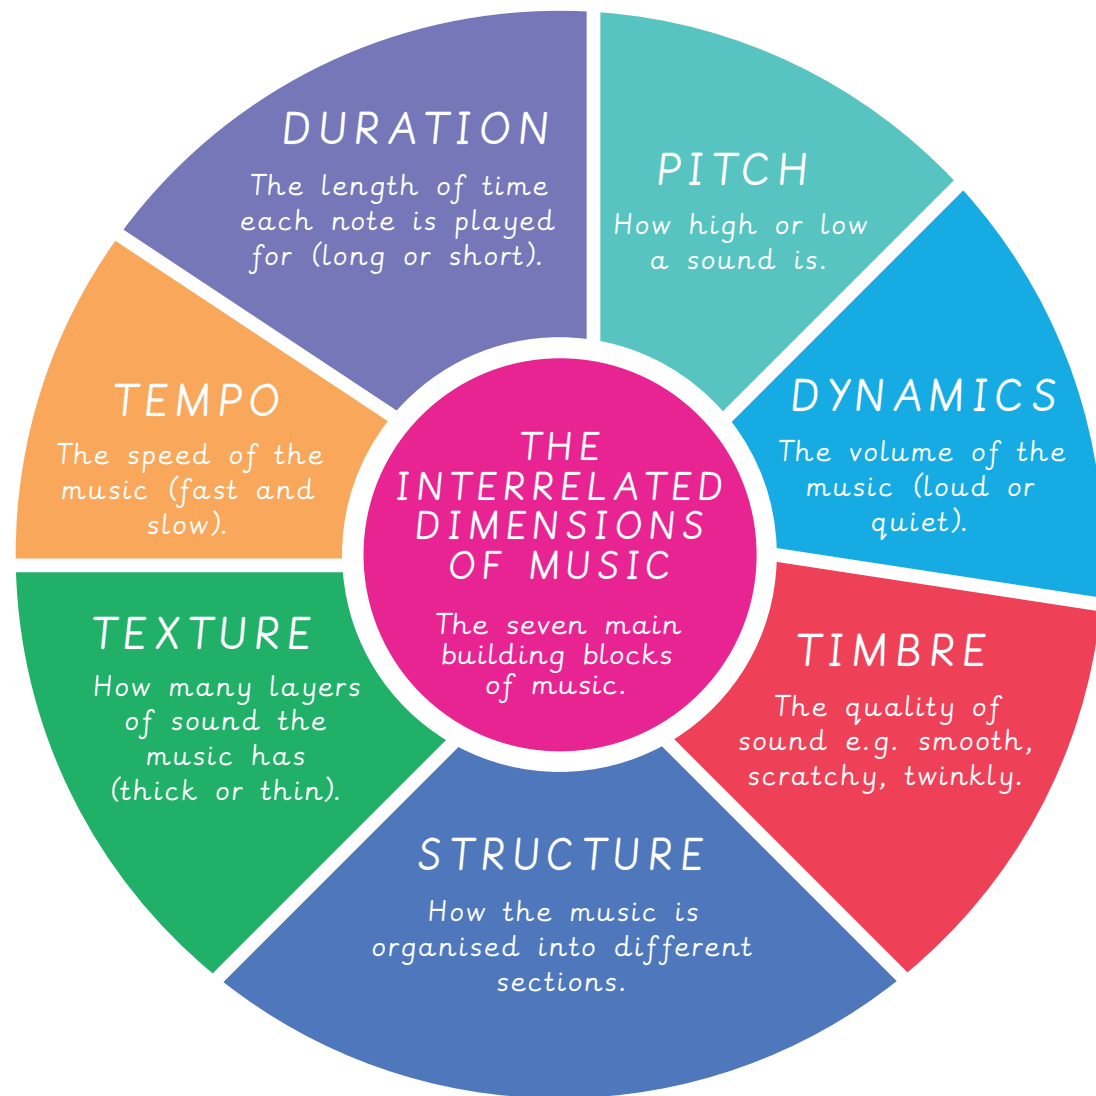 DURATION
The length of time
each note is played
for (long or short).
PITCH
How high or low
a sound is.
DYNAMICS
The volume of the
music (loud or
quiet).
TIMBRE
The quality of
sound e.g. smooth,
scratchy, twinkly.
STRUCTURE
How the music is
organised into different
sections.
TEXTURE
How many layers
of sound the
music has
(thick or thin).
TEMPO
The speed of the
music (fast and
slow).
THE
INTERRELATED
DIMENSIONS
OF MUSIC
The seven main
building blocks
of music.